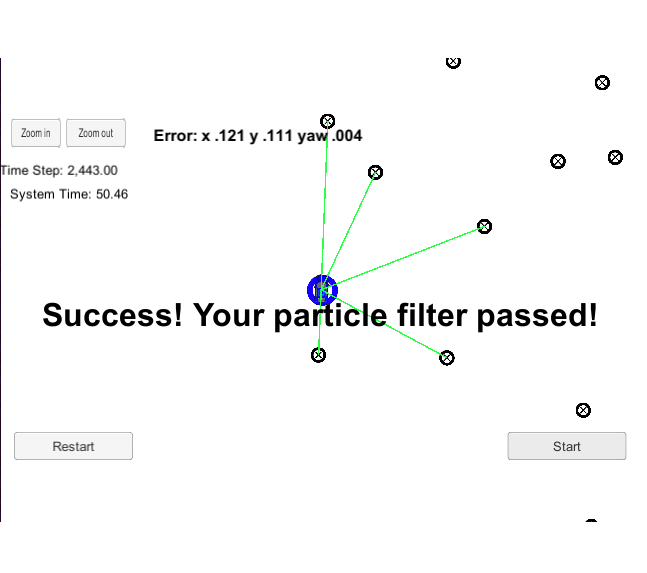 Zoom in
Zoom out
Error: x .121 y .111 yaw .004
Time Step: 2,443.00
System Time: 50.46
Success! Your particle filter passed!
Restart
Start